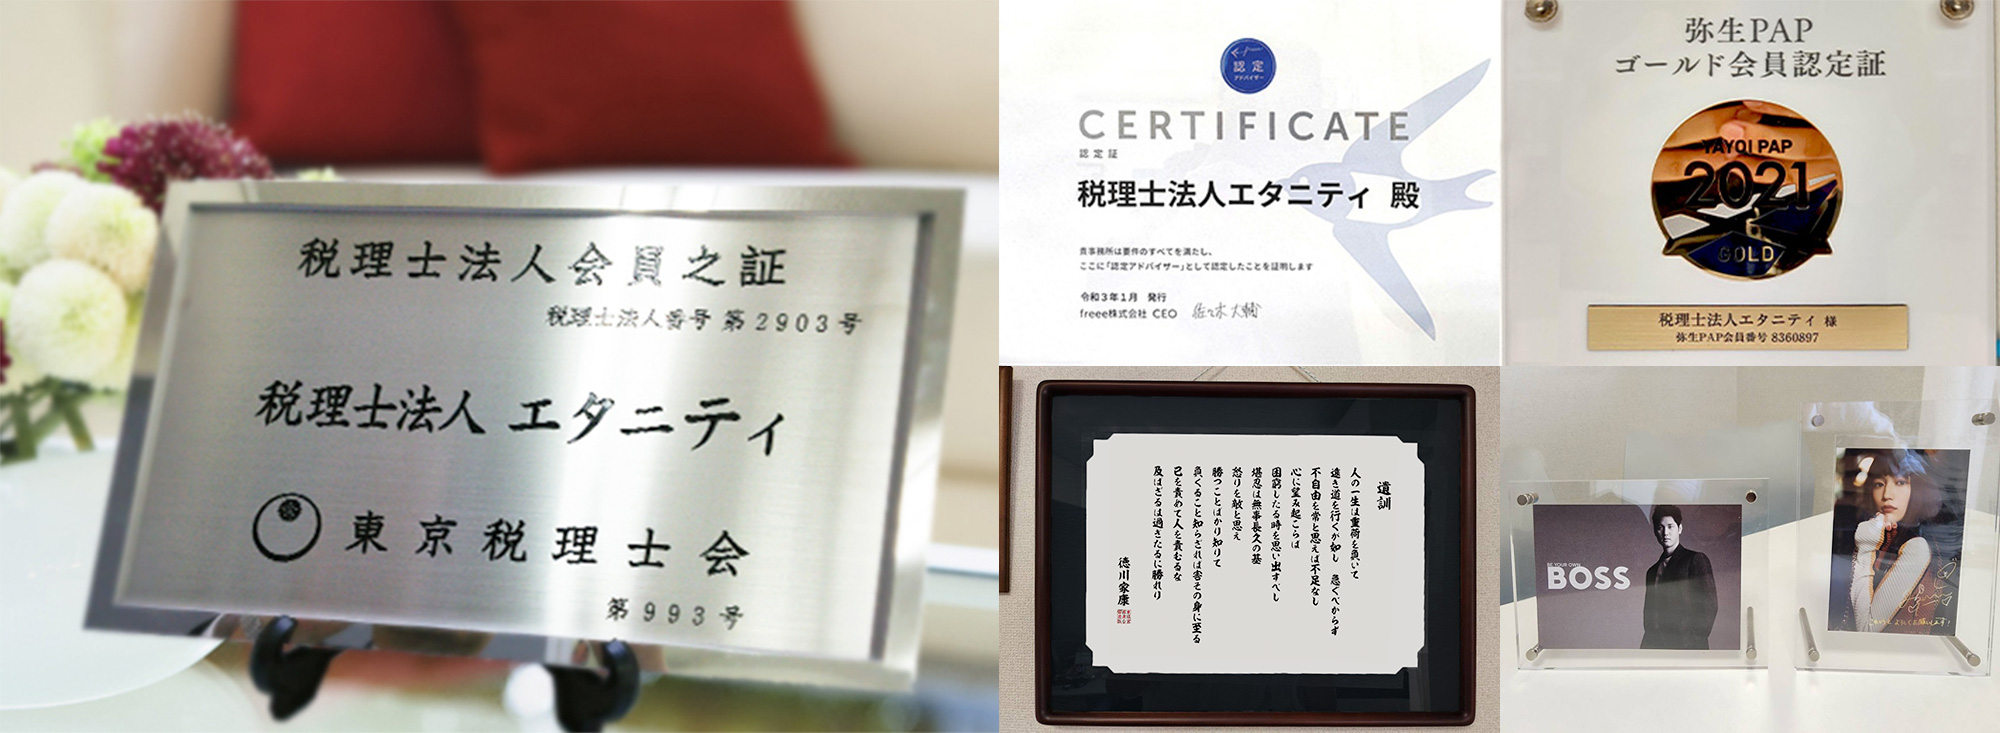 税理士法人会員之証
税理士法人番号 第2903号
税理士法人 エタニティ
東京税理士会
第993号
認定
アドバイザー
CERTIFICATE
認定証
税理士法人エタニティ 殿
貴事務所は要件のすべてを満たし、
ここに「認定アドバイザー」として認定したことを証明します
令和3年1月 発行
freee株式会社 CEO 佐々木大輔
弥生PAP
ゴールド会員認定証
YAYOI PAP
2021
GOLD
税理士法人エタニティ 様
弥生PAP会員番号 8360897
遺訓
人の一生は重荷を負いて
遠き道を行くが如し 急ぐべからず
不自由を常と思えば不足なし
心に望み起こらば
困窮したる時を思い出すべし
堪忍は無事長久の基
怒りを敵と思え
勝つことばかり知りて
負くること知らざれば害その身に至る
己を責めて人を責むるな
及ばざるは過ぎたるに勝れり
徳川家康
BE YOUR OWN
BOSS